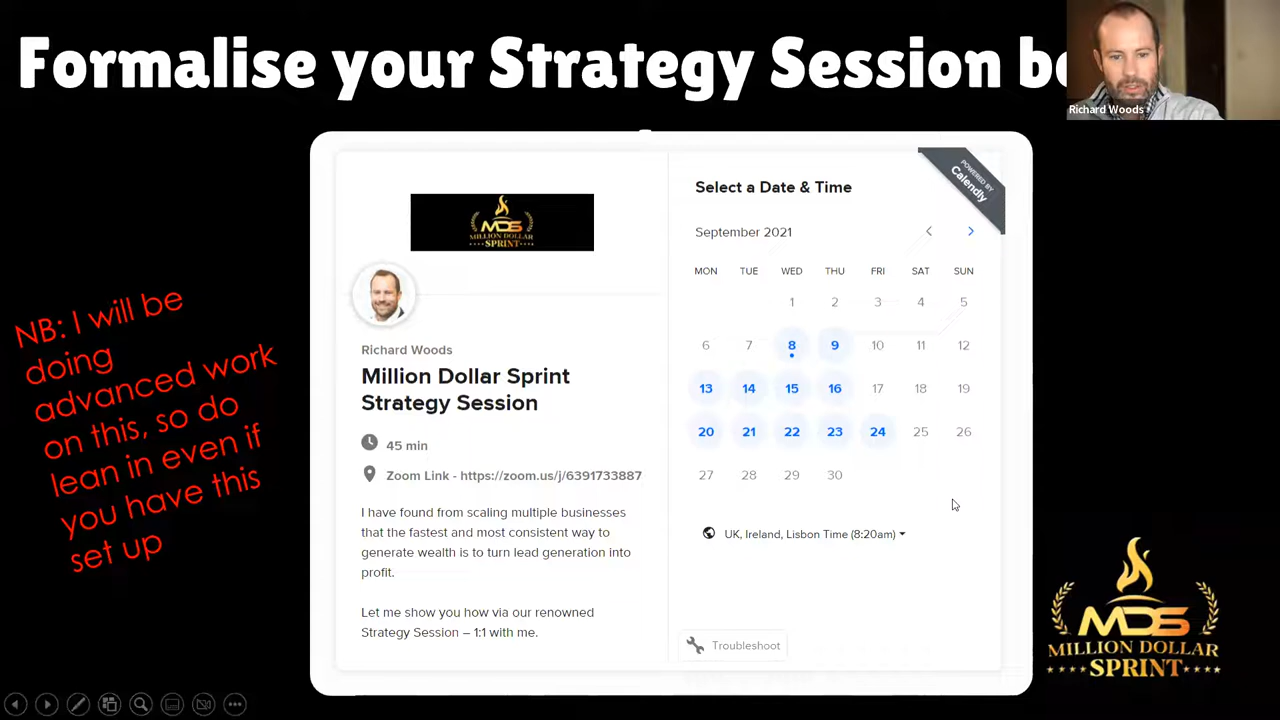 Formalise your Strategy Session be
Richard Woods
POWERED BY
Calendly
MDS
MILLION DOLLAR
SPRINT
Select a Date & Time
September 2021
MON TUE WED THU FRI SAT SUN
1 2 3 4 5
6 7 8 9 10 11 12
13 14 15 16 17 18 19
20 21 22 23 24 25 26
27 28 29 30
UK, Ireland, Lisbon Time (8:20am)
Troubleshoot
Richard Woods
Million Dollar Sprint
Strategy Session
45 min
Zoom Link - https://zoom.us/j/6391733887
I have found from scaling multiple businesses
that the fastest and most consistent way to
generate wealth is to turn lead generation into
profit.
Let me show you how via our renowned
Strategy Session – 1:1 with me.
NB: I will be
doing
advanced work
on this, so do
lean in even if
you have this
set up
MDS
MILLION DOLLAR
SPRINT